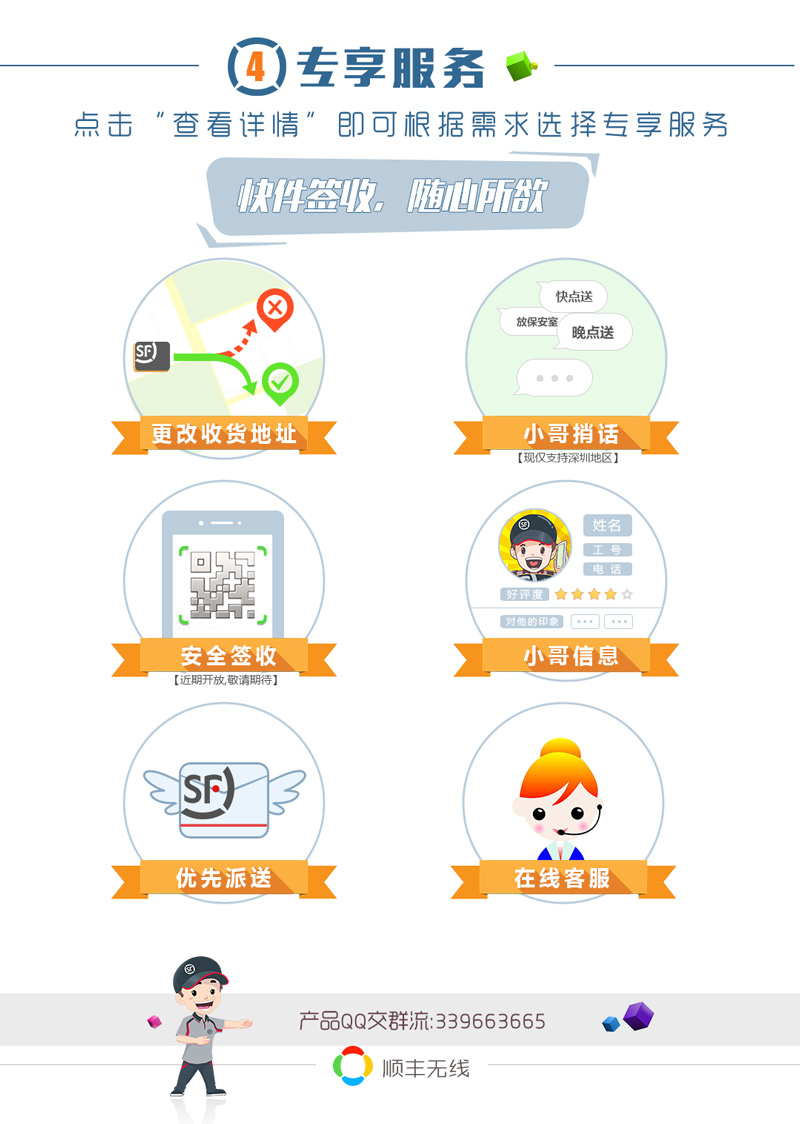 4 专享服务
点击“查看详情”即可根据需求选择专享服务
快件签收，随心所欲
SF
更改收货地址
快点送
放保安室
晚点送
小哥捎话
【现仅支持深圳地区】
安全签收
【近期开放,敬请期待】
SF
姓名
工 号
电 话
好评度
对他的印象
小哥信息
SF
优先派送
在线客服
SF
产品QQ交群流:339663665
顺丰无线